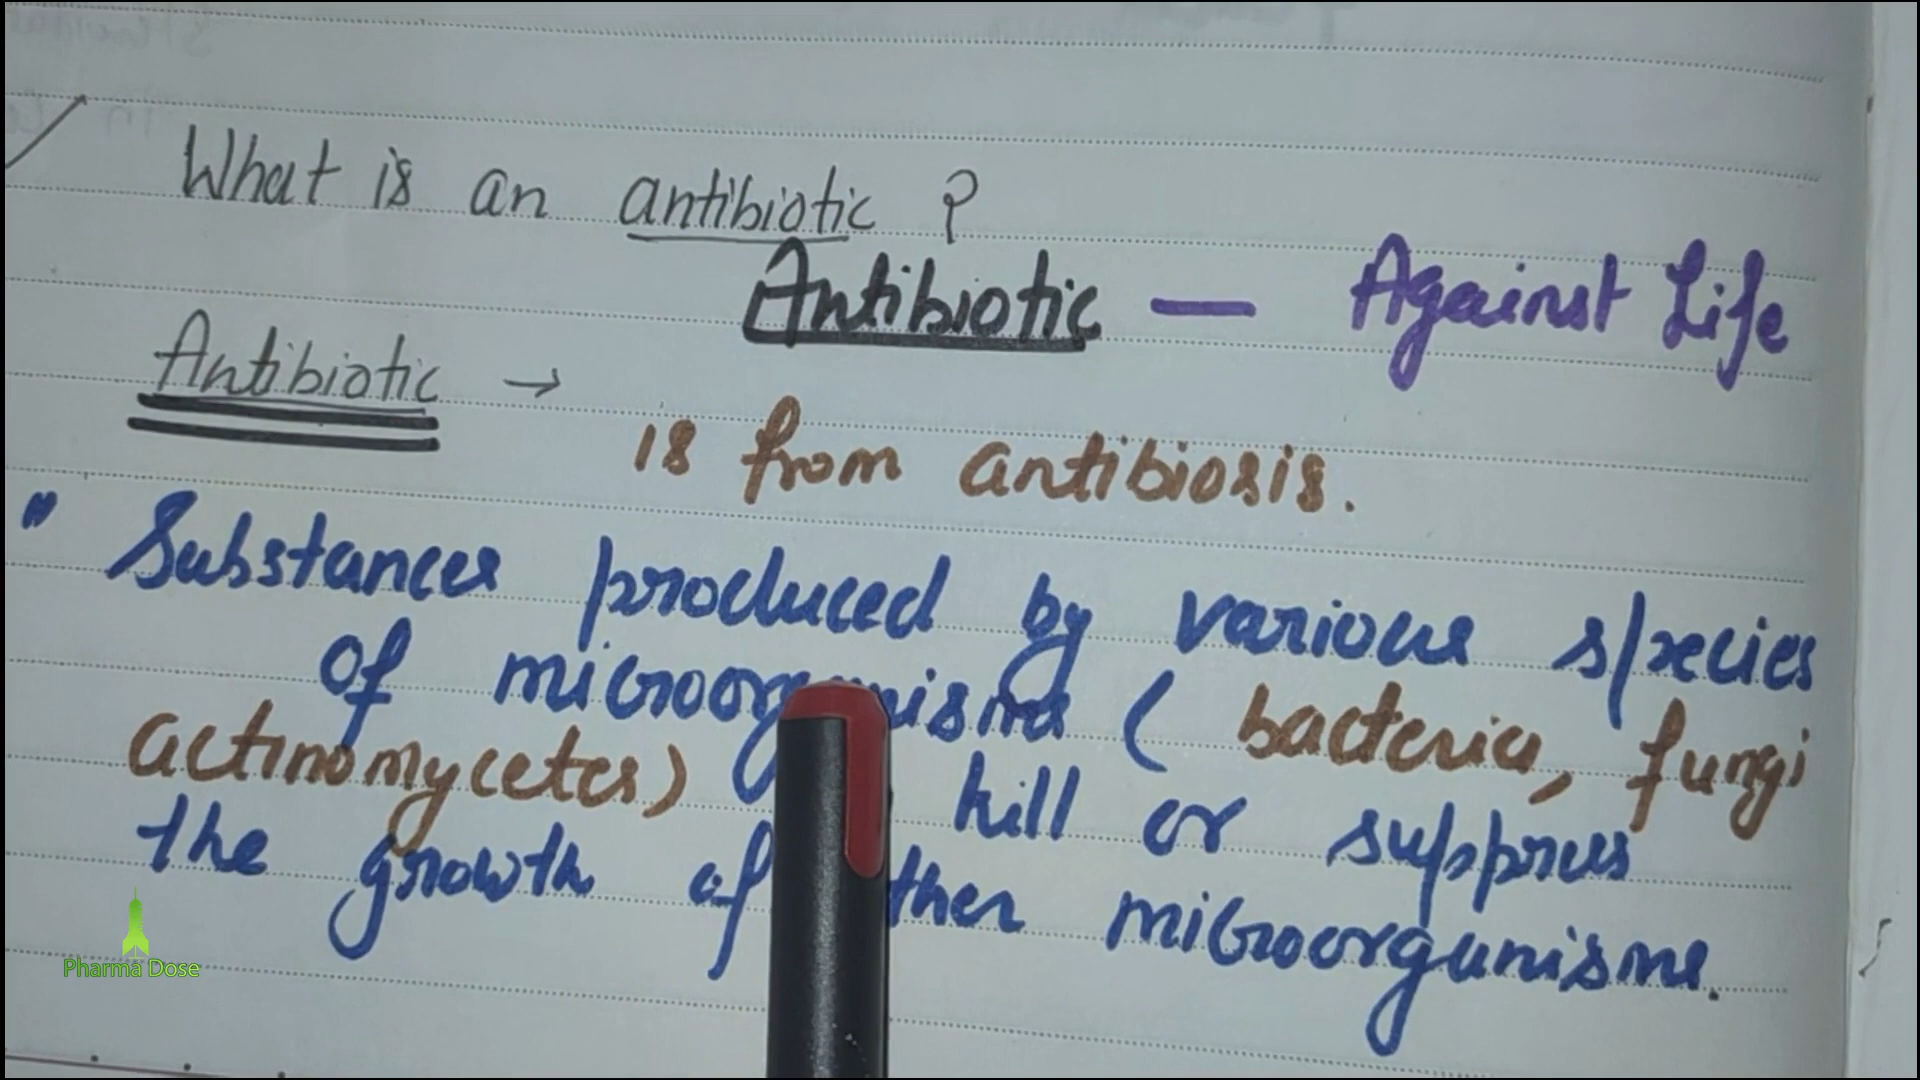 What is an antibiotic ?
Antibiotic — Against Life
Antibiotic →
is from antibiosis.
" Substances produced by various species
of microorganisms ( bacteria, fungi
actinomycetes) kill or suppress
the growth of other microorganisms.
Pharma Dose